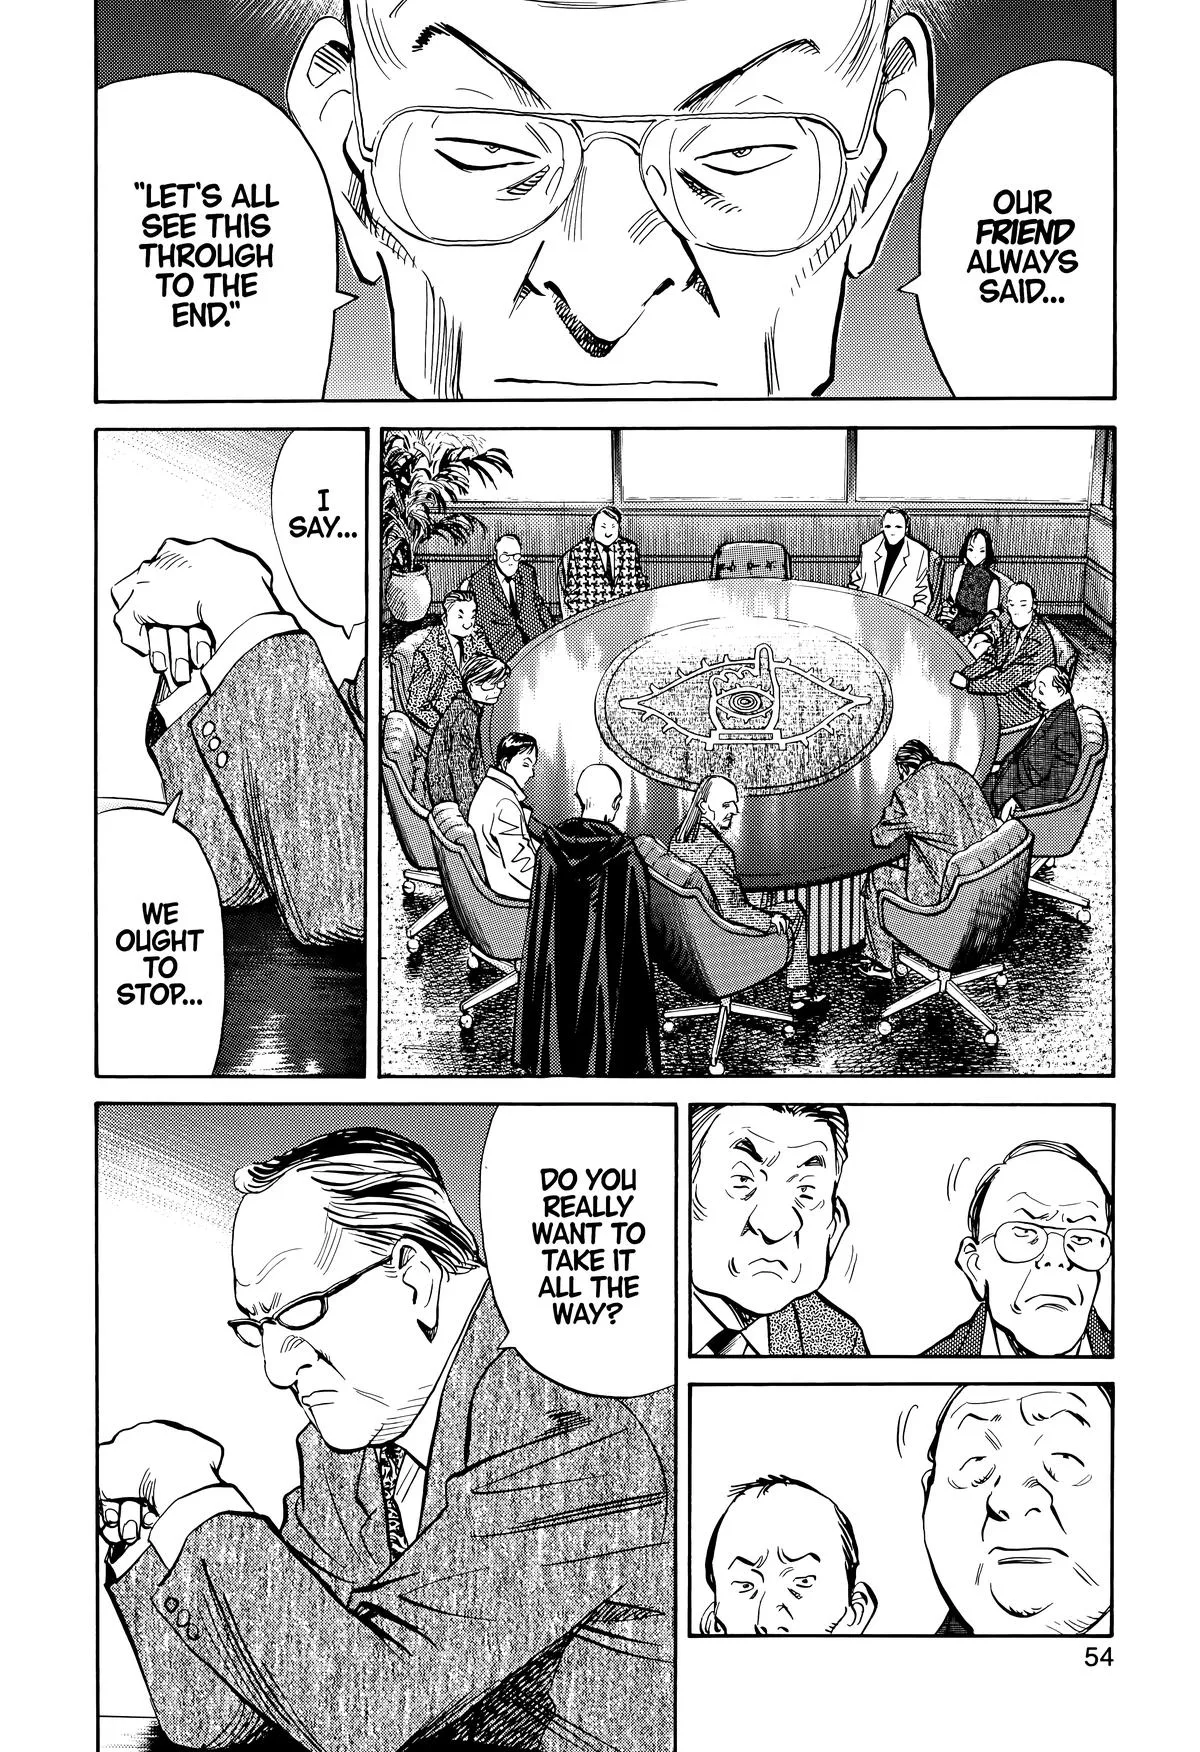 OUR
FRIEND
ALWAYS
SAID...
"LET'S ALL
SEE THIS
THROUGH
TO THE
END."
I
SAY...
WE
OUGHT
TO
STOP...
DO YOU
REALLY
WANT TO
TAKE IT
ALL THE
WAY?
54